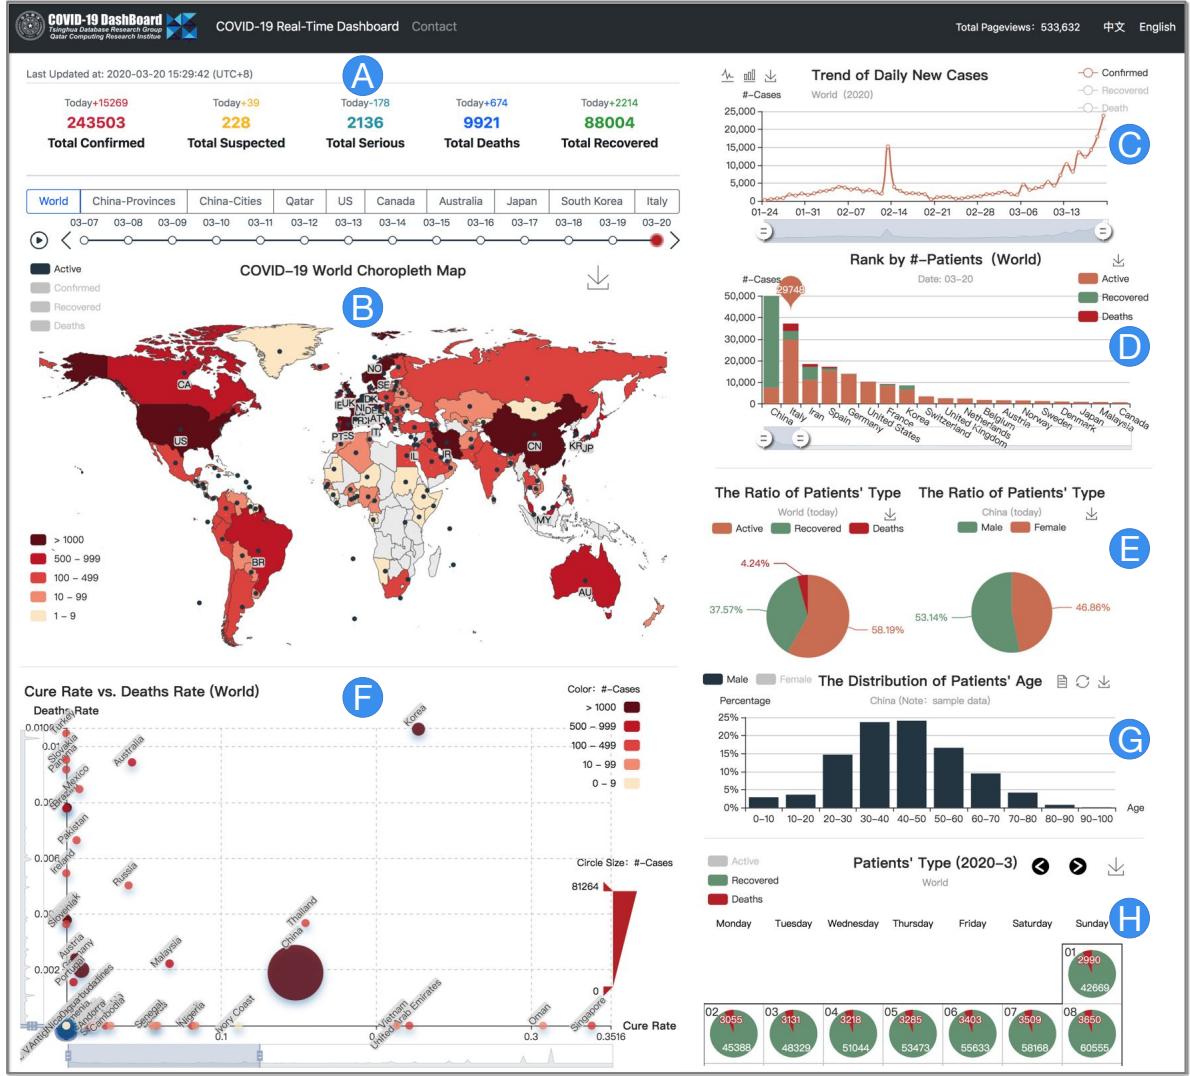 COVID-19 DashBoard
Tsinghua Database Research Group
Qatar Computing Research Institue
COVID-19 Real-Time Dashboard Contact
Total Pageviews: 533,632 中文 English
Last Updated at: 2020-03-20 15:29:42 (UTC+8)
A
Today+15269 Today+39 Today-178 Today+674 Today+2214
243503 228 2136 9921 88004
Total Confirmed Total Suspected Total Serious Total Deaths Total Recovered
World China-Provinces China-Cities Qatar US Canada Australia Japan South Korea Italy
03-07 03-08 03-09 03-10 03-11 03-12 03-13 03-14 03-15 03-16 03-17 03-18 03-19 03-20
COVID-19 World Choropleth Map
B
Active
Confirmed
Recovered
Deaths
CA
US
BR
NO
SE
DK
IE
UK
IT
IL
IR
CN
KR
JP
MY
AU
> 1000
500 - 999
100 - 499
10 - 99
1 - 9
Trend of Daily New Cases
World (2020)
#-Cases
Confirmed
Recovered
Death
C
25,000
20,000
15,000
10,000
5,000
0
01-24 01-31 02-07 02-14 02-21 02-28 03-06 03-13
Rank by #-Patients (World)
Date: 03-20
#-Cases
29748
Active
Recovered
Deaths
D
50,000
40,000
30,000
20,000
10,000
0
China Italy Iran Spain Germany United States France Korea Switzerland United Kingdom Netherlands Belgium Austria Norway Sweden Denmark Japan Malaysia Canada
The Ratio of Patients' Type
World (today)
Active Recovered Deaths
4.24%
37.57%
58.19%
The Ratio of Patients' Type
China (today)
Male Female
53.14%
46.86%
E
Male Female
The Distribution of Patients' Age
China (Note: sample data)
Percentage
G
25%
20%
15%
10%
5%
0%
0-10 10-20 20-30 30-40 40-50 50-60 60-70 70-80 80-90 90-100
Age
Cure Rate vs. Deaths Rate (World)
F
Deaths Rate
Color: #-Cases
> 1000
500 - 999
100 - 499
10 - 99
0 - 9
Korea
Turkey
Slovakia
Australia
Mexico
Pakistan
0.006
Ireland
Russia
Thailand
China
Austria
Portugal
Malaysia
0.002
Cambodia
Senegal
Nigeria
Ivory Coast
Vietnam
United Arab Emirates
Oman
Singapore
0.1 0.2 0.3 0.3516
Cure Rate
Circle Size: #-Cases
81264
0
Active
Recovered
Deaths
Patients' Type (2020-3)
World
H
Monday Tuesday Wednesday Thursday Friday Saturday Sunday
01
2990
42669
02 03 04 05 06 07 08
3055 3131 3218 3285 3403 3509 3650
45388 48329 51044 53473 55633 58168 60555